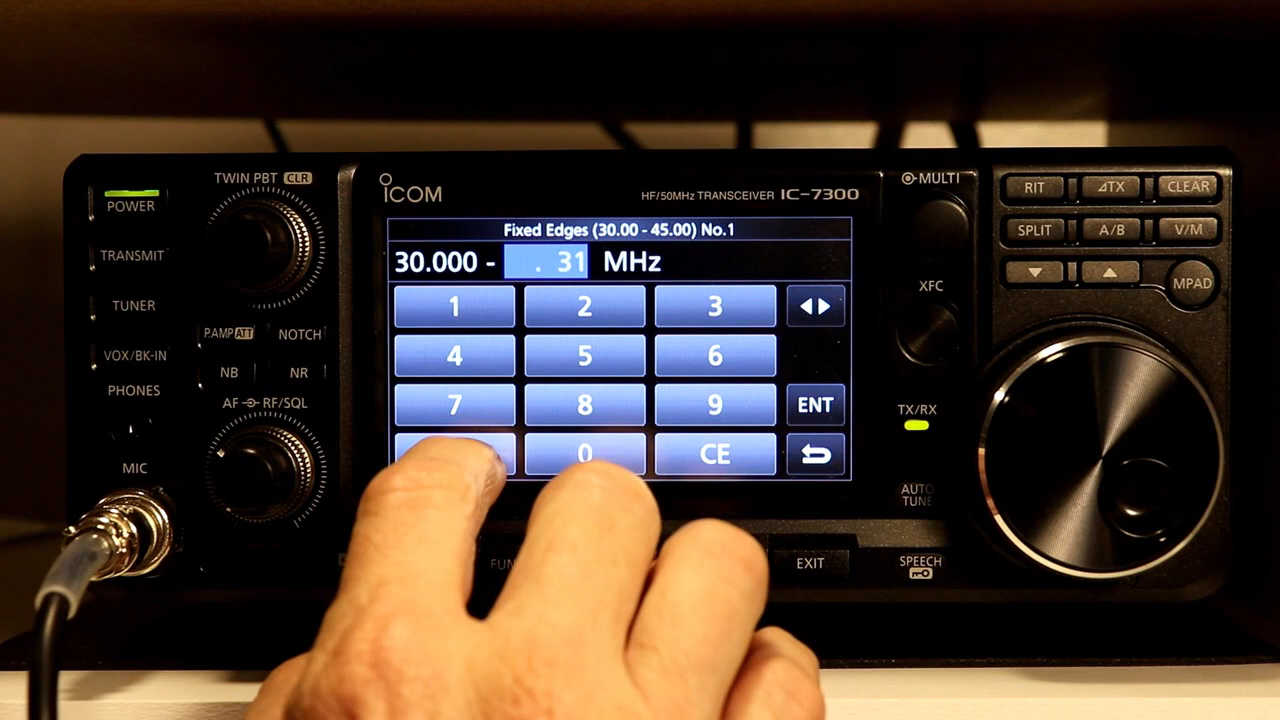 TWIN PBT CLR
POWER
TRANSMIT
TUNER
P.AMP ATT
NOTCH
VOX/BK-IN
NB
NR
PHONES
AF RF/SQL
MIC
ICOM
HF/50MHz TRANSCEIVER IC-7300
Fixed Edges (30.00 - 45.00) No.1
30.000 - . 31 MHz
1 2 3
4 5 6
7 8 9 ENT
0 CE
FUN
EXIT
MULTI
XFC
TX/RX
AUTO
TUNE
SPEECH
RIT ⊿TX CLEAR
SPLIT A/B V/M
MPAD